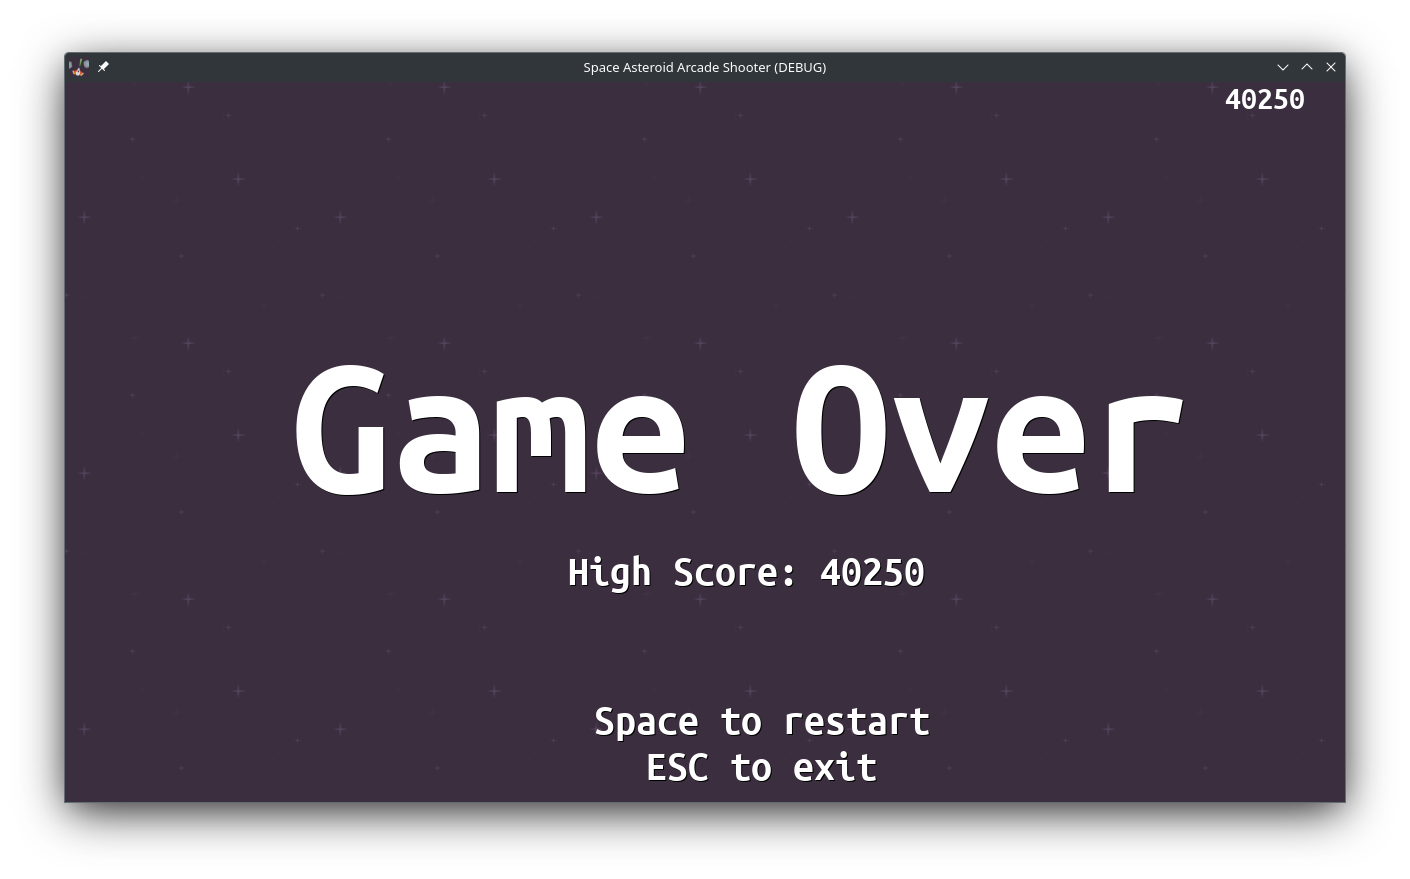 Space Asteroid Arcade Shooter (DEBUG)
40250
Game Over
High Score: 40250
Space to restart
ESC to exit